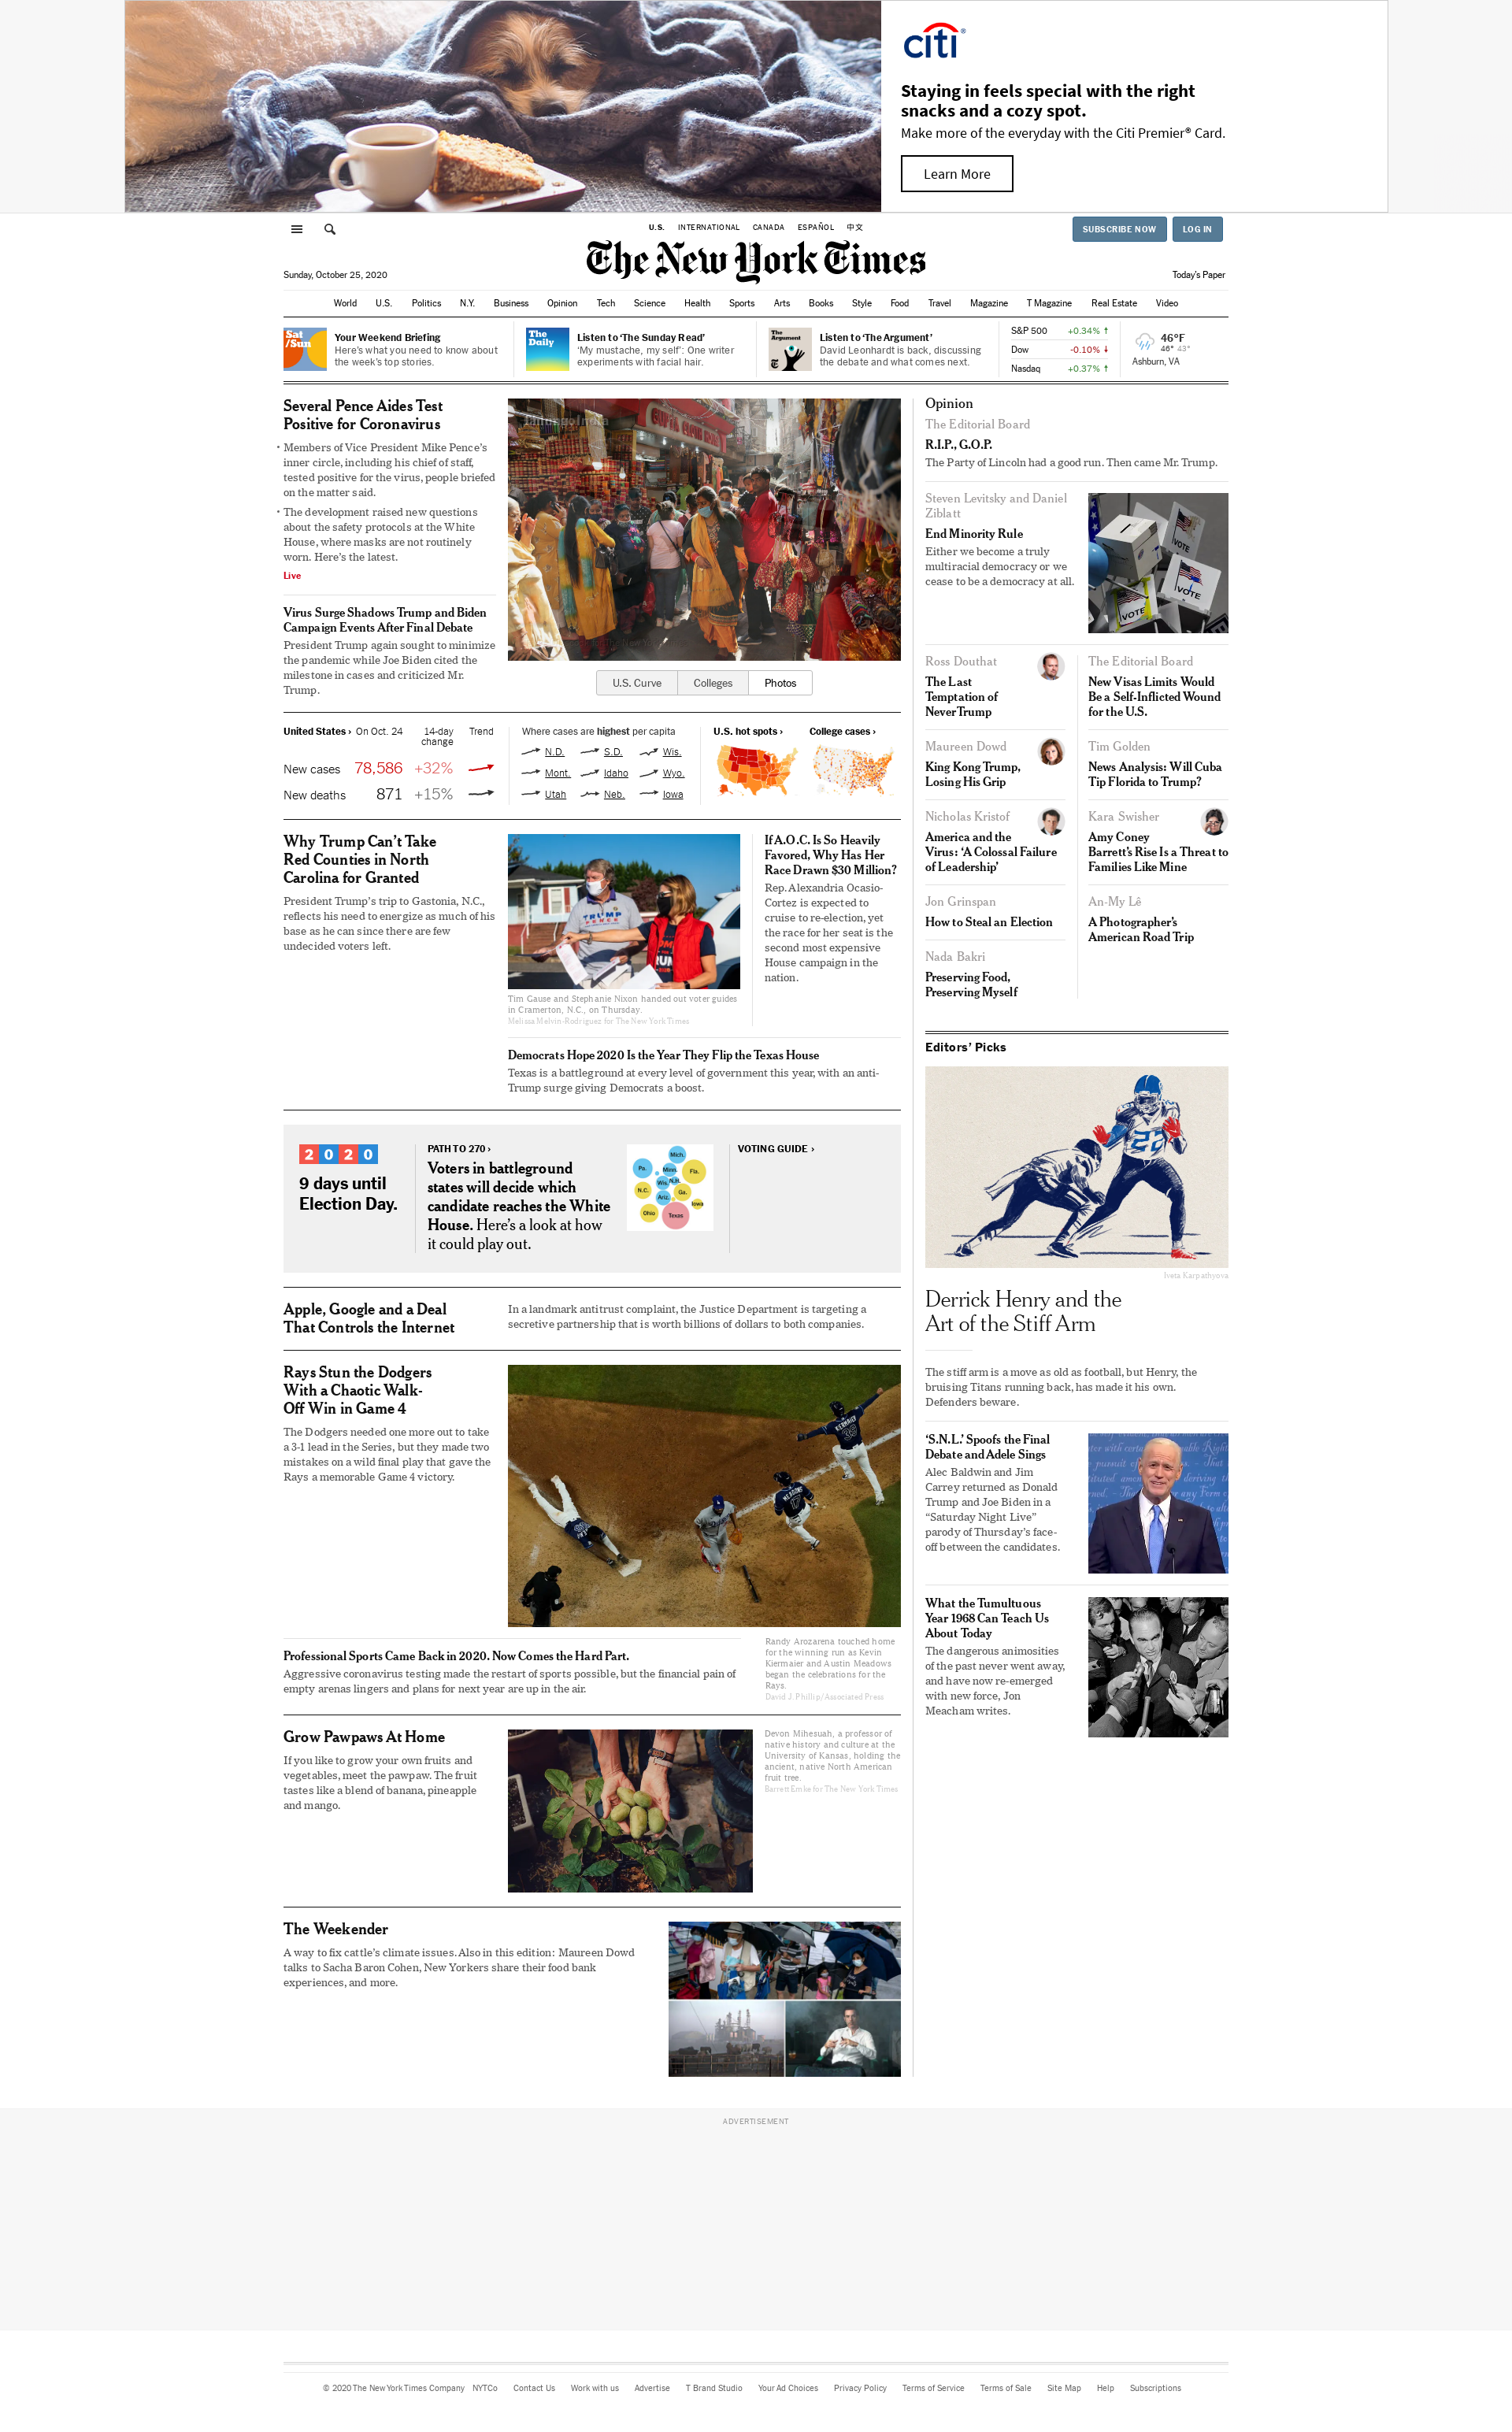 citi
Staying in feels special with the right
snacks and a cozy spot.
Make more of the everyday with the Citi Premier® Card.
Learn More
U.S. INTERNATIONAL CANADA ESPAÑOL 中文
SUBSCRIBE NOW LOG IN
The New York Times
Sunday, October 25, 2020
Today's Paper
World U.S. Politics N.Y. Business Opinion Tech Science Health Sports Arts Books Style Food Travel Magazine T Magazine Real Estate Video
Sat
/Sun
Your Weekend Briefing
Here's what you need to know about
the week's top stories.
The
Daily
Listen to 'The Sunday Read'
'My mustache, my self': One writer
experiments with facial hair.
The
Argument
Listen to 'The Argument'
David Leonhardt is back, discussing
the debate and what comes next.
S&P 500 +0.34% ↑
Dow -0.10% ↓
Nasdaq +0.37% ↑
46°F
46° 43°
Ashburn, VA
Several Pence Aides Test
Positive for Coronavirus
• Members of Vice President Mike Pence's
inner circle, including his chief of staff,
tested positive for the virus, people briefed
on the matter said.
• The development raised new questions
about the safety protocols at the White
House, where masks are not routinely
worn. Here's the latest.
Live
Virus Surge Shadows Trump and Biden
Campaign Events After Final Debate
President Trump again sought to minimize
the pandemic while Joe Biden cited the
milestone in cases and criticized Mr.
Trump.
U.S. Curve Colleges Photos
United States › On Oct. 24 14-day
change Trend
New cases 78,586 +32%
New deaths 871 +15%
Where cases are highest per capita
N.D. S.D. Wis.
Mont. Idaho Wyo.
Utah Neb. Iowa
U.S. hot spots › College cases ›
Why Trump Can't Take
Red Counties in North
Carolina for Granted
President Trump's trip to Gastonia, N.C.,
reflects his need to energize as much of his
base as he can since there are few
undecided voters left.
TRUMP
Tim Gause and Stephanie Nixon handed out voter guides
in Cramerton, N.C., on Thursday.
Melissa Melvin-Rodriguez for The New York Times
If A.O.C. Is So Heavily
Favored, Why Has Her
Race Drawn $30 Million?
Rep. Alexandria Ocasio-
Cortez is expected to
cruise to re-election, yet
the race for her seat is the
second most expensive
House campaign in the
nation.
Democrats Hope 2020 Is the Year They Flip the Texas House
Texas is a battleground at every level of government this year, with an anti-
Trump surge giving Democrats a boost.
2020
9 days until
Election Day.
PATH TO 270 ›
Voters in battleground
states will decide which
candidate reaches the White
House. Here's a look at how
it could play out.
Mich.
Pa. Minn. Fla.
Wis. N.H.
N.C. Ga.
Ariz. Iowa
Ohio Texas
VOTING GUIDE ›
Apple, Google and a Deal
That Controls the Internet
In a landmark antitrust complaint, the Justice Department is targeting a
secretive partnership that is worth billions of dollars to both companies.
Rays Stun the Dodgers
With a Chaotic Walk-
Off Win in Game 4
The Dodgers needed one more out to take
a 3-1 lead in the Series, but they made two
mistakes on a wild final play that gave the
Rays a memorable Game 4 victory.
KIERMAIER
39
MEADOWS
17
Randy Arozarena touched home
for the winning run as Kevin
Kiermaier and Austin Meadows
began the celebrations for the
Rays.
David J. Phillip/Associated Press
Professional Sports Came Back in 2020. Now Comes the Hard Part.
Aggressive coronavirus testing made the restart of sports possible, but the financial pain of
empty arenas lingers and plans for next year are up in the air.
Grow Pawpaws At Home
If you like to grow your own fruits and
vegetables, meet the pawpaw. The fruit
tastes like a blend of banana, pineapple
and mango.
Devon Mihesuah, a professor of
native history and culture at the
University of Kansas, holding the
ancient, native North American
fruit tree.
Barrett Emke for The New York Times
The Weekender
A way to fix cattle's climate issues. Also in this edition: Maureen Dowd
talks to Sacha Baron Cohen, New Yorkers share their food bank
experiences, and more.
Opinion
The Editorial Board
R.I.P., G.O.P.
The Party of Lincoln had a good run. Then came Mr. Trump.
Steven Levitsky and Daniel
Ziblatt
End Minority Rule
Either we become a truly
multiracial democracy or we
cease to be a democracy at all.
VOTE
VOTE
VOTE
VOTE
Ross Douthat
The Last
Temptation of
NeverTrump
Maureen Dowd
King Kong Trump,
Losing His Grip
Nicholas Kristof
America and the
Virus: 'A Colossal Failure
of Leadership'
Jon Grinspan
How to Steal an Election
Nada Bakri
Preserving Food,
Preserving Myself
The Editorial Board
New Visas Limits Would
Be a Self-Inflicted Wound
for the U.S.
Tim Golden
News Analysis: Will Cuba
Tip Florida to Trump?
Kara Swisher
Amy Coney
Barrett's Rise Is a Threat to
Families Like Mine
An-My Lê
A Photographer's
American Road Trip
Editors' Picks
22
Iveta Karpathyova
Derrick Henry and the
Art of the Stiff Arm
The stiff arm is a move as old as football, but Henry, the
bruising Titans running back, has made it his own.
Defenders beware.
'S.N.L.' Spoofs the Final
Debate and Adele Sings
Alec Baldwin and Jim
Carrey returned as Donald
Trump and Joe Biden in a
"Saturday Night Live"
parody of Thursday's face-
off between the candidates.
What the Tumultuous
Year 1968 Can Teach Us
About Today
The dangerous animosities
of the past never went away,
and have now re-emerged
with new force, Jon
Meacham writes.
ADVERTISEMENT
© 2020 The New York Times Company NYTCo Contact Us Work with us Advertise T Brand Studio Your Ad Choices Privacy Policy Terms of Service Terms of Sale Site Map Help Subscriptions